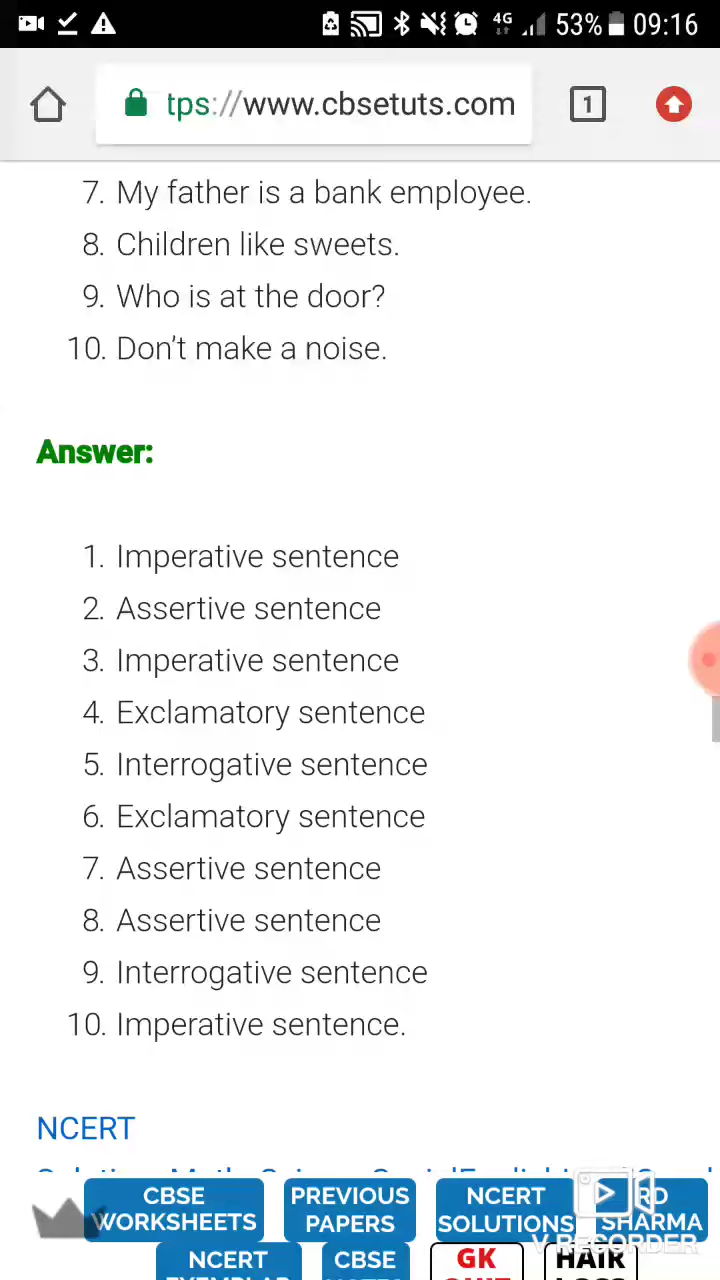 4G 53% 09:16
tps://www.cbsetuts.com 1
7. My father is a bank employee.
8. Children like sweets.
9. Who is at the door?
10. Don't make a noise.
Answer:
1. Imperative sentence
2. Assertive sentence
3. Imperative sentence
4. Exclamatory sentence
5. Interrogative sentence
6. Exclamatory sentence
7. Assertive sentence
8. Assertive sentence
9. Interrogative sentence
10. Imperative sentence.
NCERT
CBSE WORKSHEETS
PREVIOUS PAPERS
NCERT SOLUTIONS
RD SHARMA
V RECORDER
NCERT
CBSE
GK
HAIR